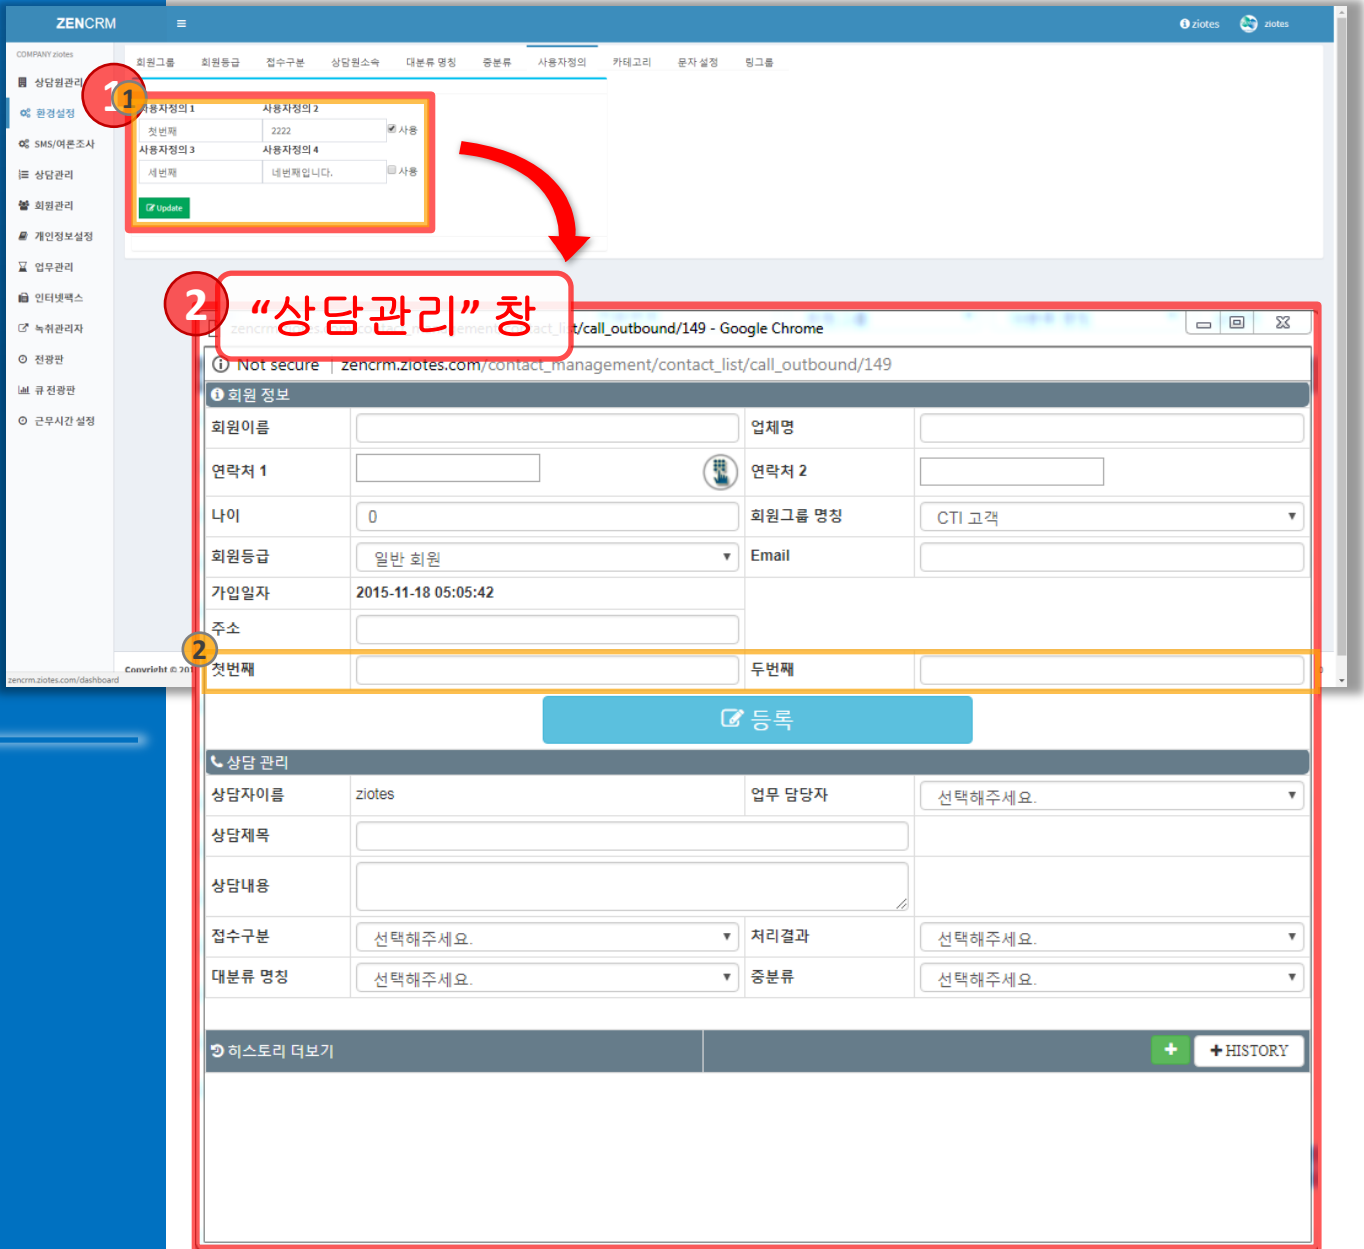 ZENCRM
ziotes
ziotes
COMPANY ziotes
상담원관리
환경설정
SMS/여론조사
상담관리
회원관리
개인정보설정
업무관리
인터넷팩스
녹취관리자
전광판
큐 전광판
근무시간 설정
회원그룹 회원등급 접수구분 상담원소속 대분류 명칭 중분류 사용자정의 카테고리 문자 설정 링그룹
1
1
사용자정의 1 사용자정의 2
첫번째 2222 사용
사용자정의 3 사용자정의 4
세번째 네번째입니다. 사용
Update
2
“상담관리” 창
/call_outbound/149 - Google Chrome
Not secure | zencrm.ziotes.com/contact_management/contact_list/call_outbound/149
회원 정보
회원이름 업체명
연락처 1 연락처 2
나이 0 회원그룹 명칭 CTI 고객
회원등급 일반 회원 Email
가입일자 2015-11-18 05:05:42
주소
2
첫번째 두번째
등록
상담 관리
상담자이름 ziotes 업무 담당자 선택해주세요.
상담제목
상담내용
접수구분 선택해주세요. 처리결과 선택해주세요.
대분류 명칭 선택해주세요. 중분류 선택해주세요.
히스토리 더보기 HISTORY
Copyright © 201
zencrm.ziotes.com/dashboard